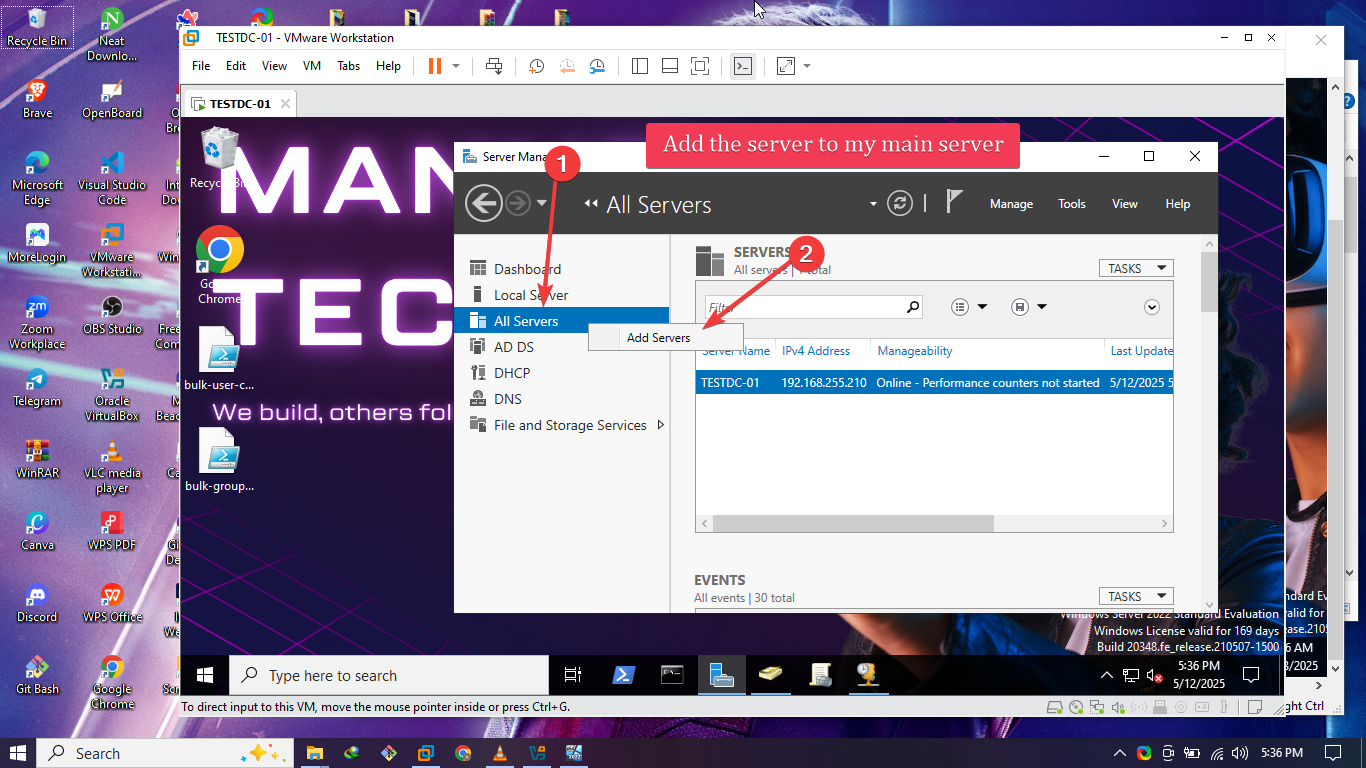 TESTDC-01 - VMware Workstation
File Edit View VM Tabs Help
TESTDC-01
Recycle Bin
Neat
Downlo...
Brave
OpenBoard
Microsoft
Edge
Visual Studio
Code
MoreLogin
VMware
Workstati...
Zoom
Workplace
OBS Studio
Telegram
Oracle
VirtualBox
WinRAR
VLC media
player
Canva
WPS PDF
Discord
WPS Office
Git Bash
Google
Chrome
MAN
TEC
We build, others fol
bulk-user-c...
bulk-group...
Add the server to my main server
1
2
All Servers
Manage Tools View Help
Dashboard
Local Server
All Servers
AD DS
DHCP
DNS
File and Storage Services
Add Servers
SERVERS
All servers | 1 total
TASKS
Filter
Server Name IPv4 Address Manageability Last Update
TESTDC-01 192.168.255.210 Online - Performance counters not started 5/12/2025 5
EVENTS
All events | 30 total
TASKS
Windows Server 2022 Standard Evaluation
Windows License valid for 169 days
Build 20348.fe_release.210507-1500
Type here to search
5:36 PM
5/12/2025
To direct input to this VM, move the mouse pointer inside or press Ctrl+G.
ght Ctrl
Search
5:36 PM